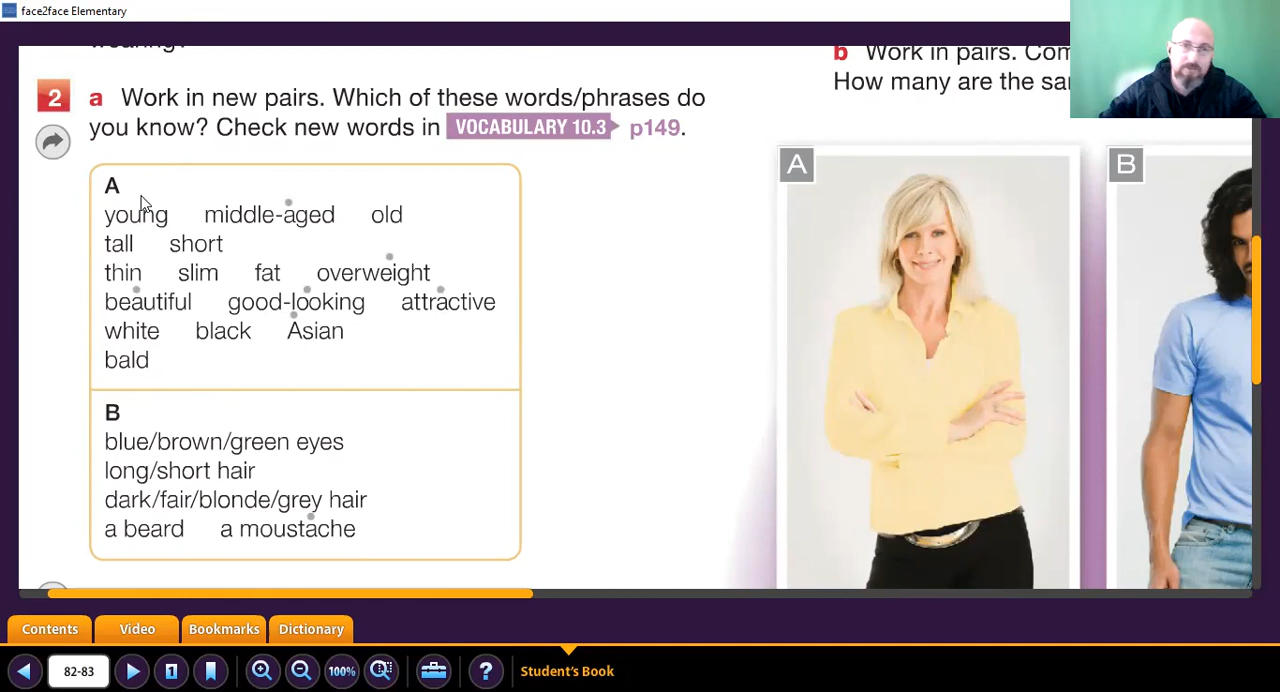 face2face Elementary
wearing?
2 a Work in new pairs. Which of these words/phrases do
you know? Check new words in VOCABULARY 10.3 p149.
A
young middle-aged old
tall short
thin slim fat overweight
beautiful good-looking attractive
white black Asian
bald
B
blue/brown/green eyes
long/short hair
dark/fair/blonde/grey hair
a beard a moustache
b Work in pairs. Com
How many are the sa
A
B
Contents Video Bookmarks Dictionary
82-83 1 100% ? Student's Book